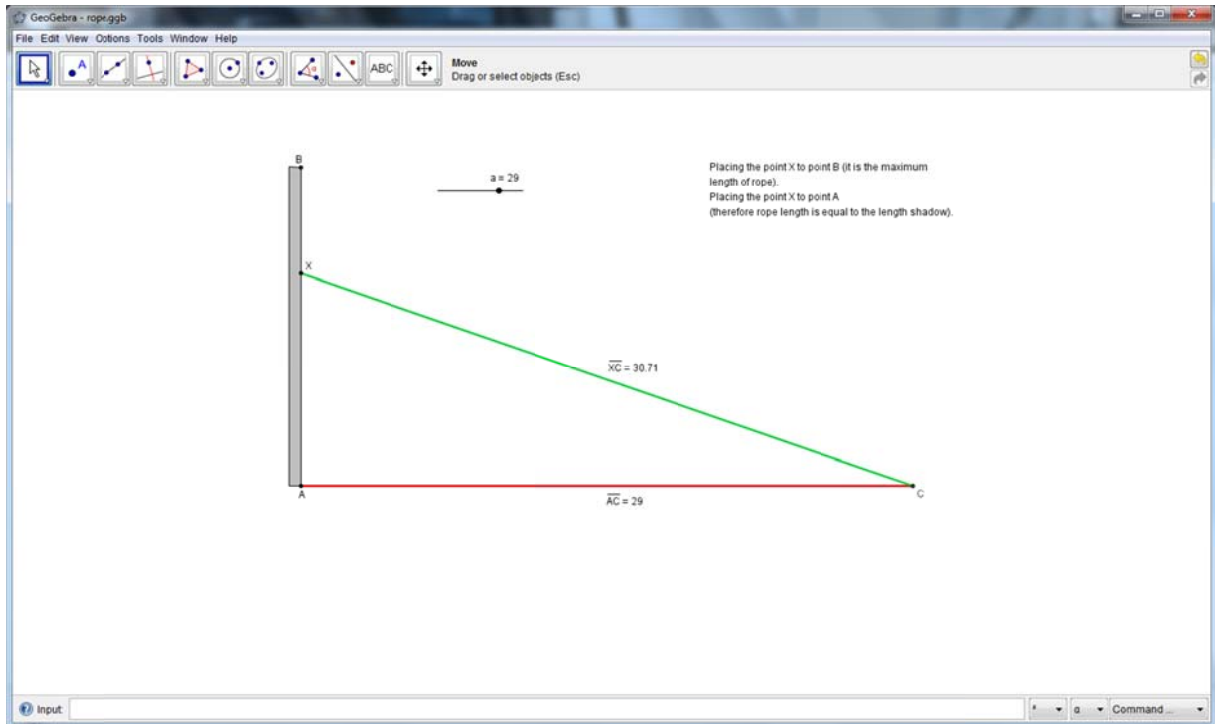 GeoGebra - rope.ggb
File Edit View Options Tools Window Help
A
ABC
Move
Drag or select objects (Esc)
B
a = 29
Placing the point X to point B (it is the maximum
length of rope).
Placing the point X to point A
(therefore rope length is equal to the length shadow).
X
XC = 30.71
A
C
AC = 29
Input:
α
Command ...